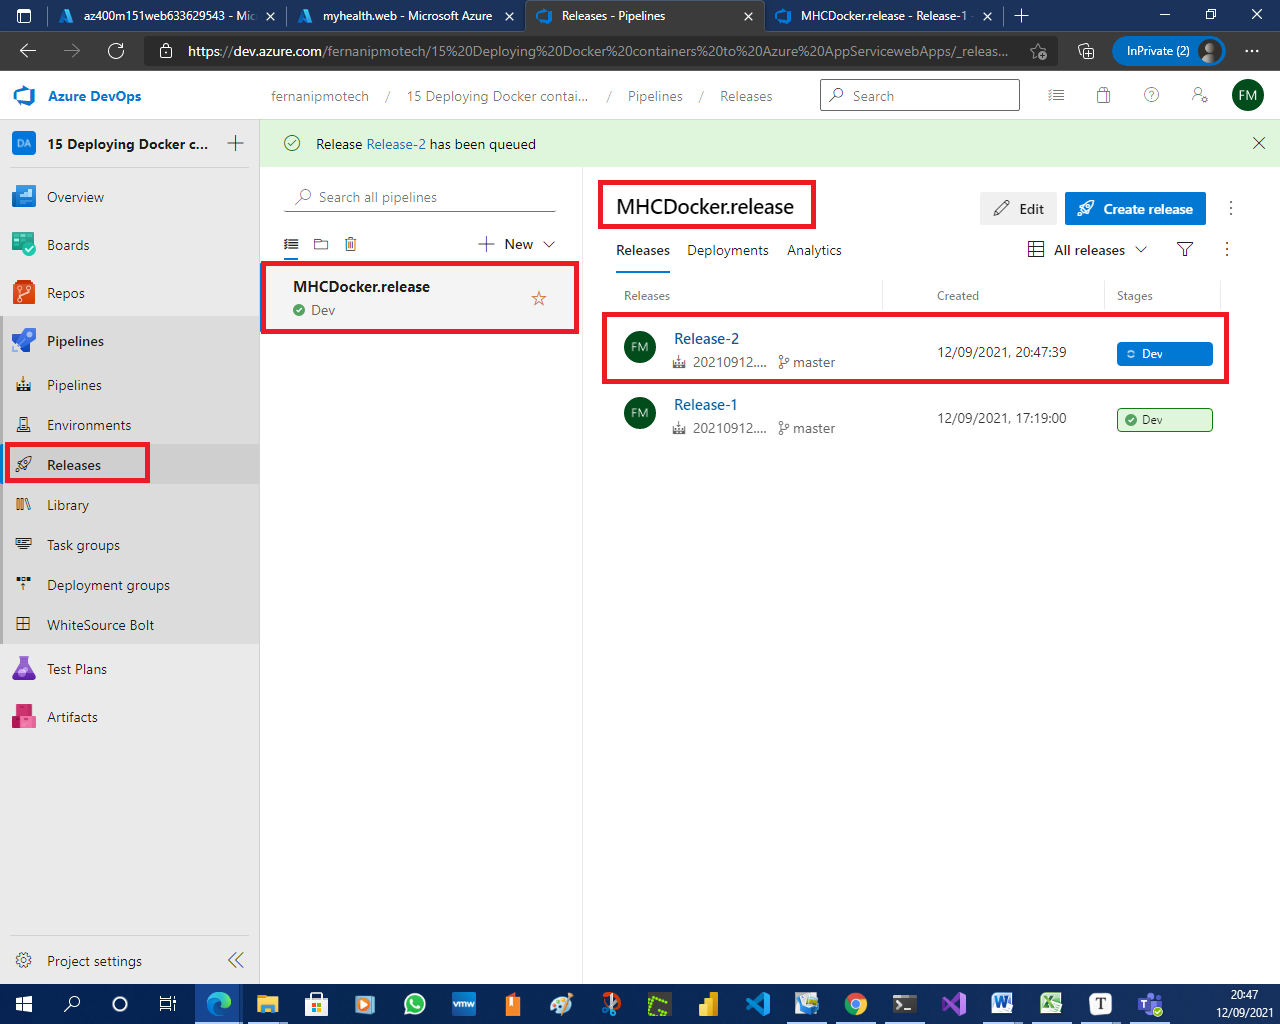 az400m151web633629543 - Mic
myhealth.web - Microsoft Azure
Releases - Pipelines
MHCDocker.release - Release-1 -
https://dev.azure.com/fernanipmotech/15%20Deploying%20Docker%20containers%20to%20Azure%20AppServicewebApps/_releas...
InPrivate (2)
Azure DevOps
fernanipmotech / 15 Deploying Docker contai... / Pipelines / Releases
Search
FM
DA
15 Deploying Docker c...
Release Release-2 has been queued
Overview
Boards
Repos
Pipelines
Pipelines
Environments
Releases
Library
Task groups
Deployment groups
WhiteSource Bolt
Test Plans
Artifacts
Project settings
Search all pipelines
New
MHCDocker.release
Dev
MHCDocker.release
Edit
Create release
Releases
Deployments
Analytics
All releases
Releases
Created
Stages
FM
Release-2
20210912....
master
12/09/2021, 20:47:39
Dev
FM
Release-1
20210912....
master
12/09/2021, 17:19:00
Dev
vmw
20:47
12/09/2021